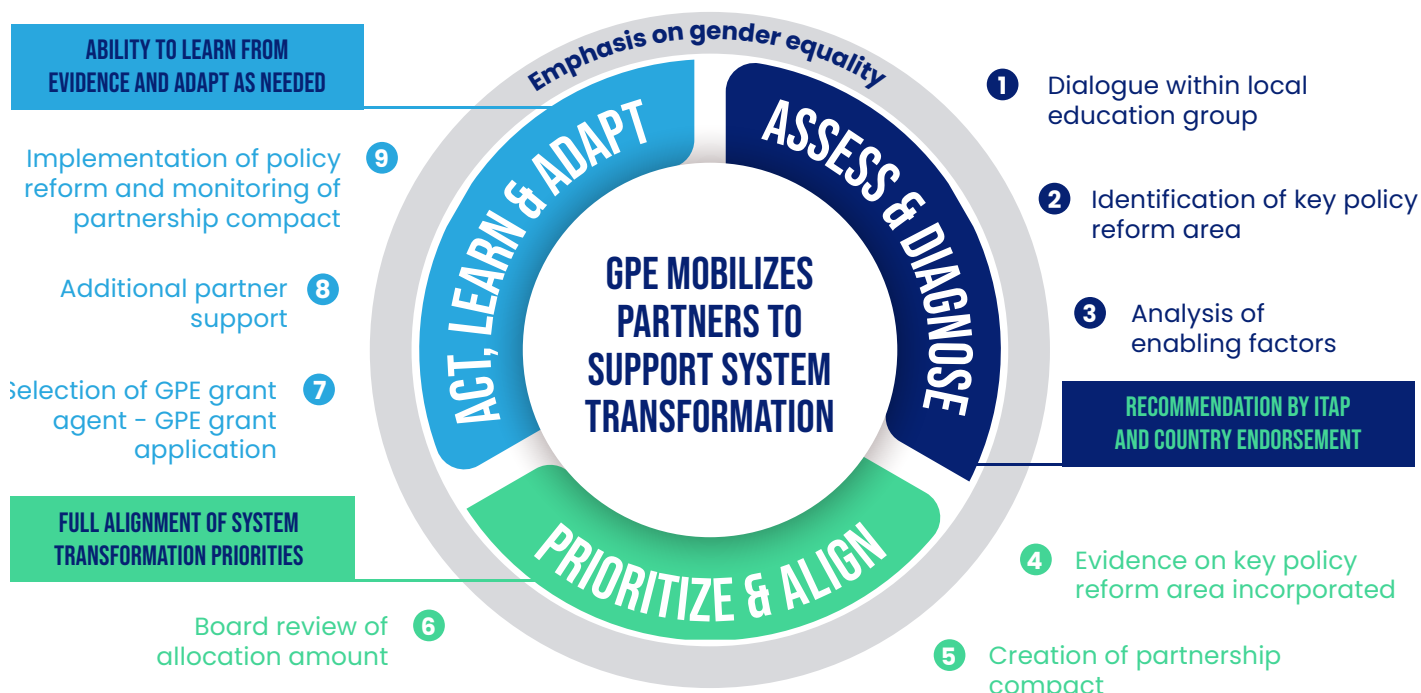 Emphasis on gender equality
ASSESS & DIAGNOSE
PRIORITIZE & ALIGN
ACT, LEARN & ADAPT
GPE MOBILIZES
PARTNERS TO
SUPPORT SYSTEM
TRANSFORMATION
1 Dialogue within local
education group
2 Identification of key policy
reform area
3 Analysis of
enabling factors
RECOMMENDATION BY ITAP
AND COUNTRY ENDORSEMENT
4 Evidence on key policy
reform area incorporated
5 Creation of partnership
compact
6 Board review of
allocation amount
FULL ALIGNMENT OF SYSTEM
TRANSFORMATION PRIORITIES
7 Selection of GPE grant
agent - GPE grant
application
8 Additional partner
support
9 Implementation of policy
reform and monitoring of
partnership compact
ABILITY TO LEARN FROM
EVIDENCE AND ADAPT AS NEEDED